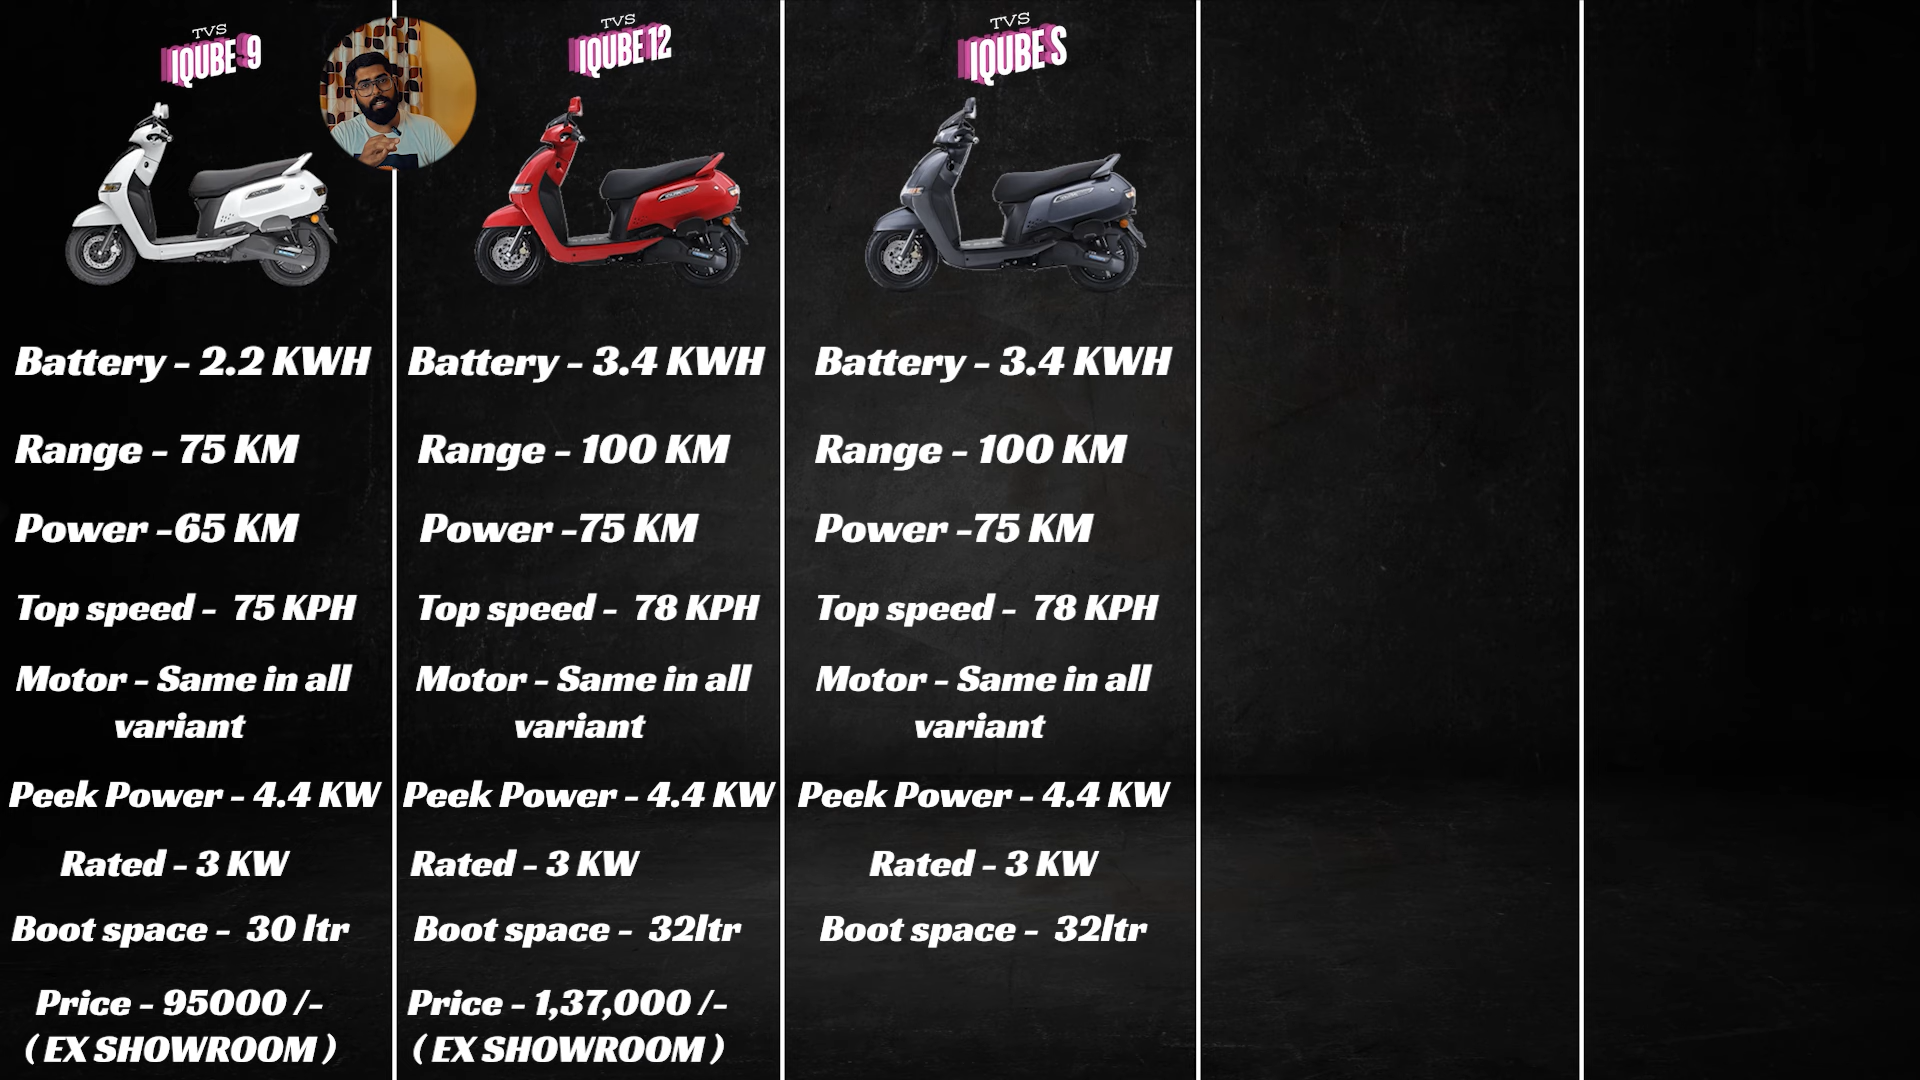 TVS
IQUBE 9
Battery - 2.2 KWH
Range - 75 KM
Power -65 KM
Top speed - 75 KPH
Motor - Same in all
variant
Peek Power - 4.4 KW
Rated - 3 KW
Boot space - 30 ltr
Price - 95000 /-
( EX SHOWROOM )
TVS
IQUBE 12
Battery - 3.4 KWH
Range - 100 KM
Power -75 KM
Top speed - 78 KPH
Motor - Same in all
variant
Peek Power - 4.4 KW
Rated - 3 KW
Boot space - 32ltr
Price - 1,37,000 /-
( EX SHOWROOM )
TVS
IQUBE S
Battery - 3.4 KWH
Range - 100 KM
Power -75 KM
Top speed - 78 KPH
Motor - Same in all
variant
Peek Power - 4.4 KW
Rated - 3 KW
Boot space - 32ltr